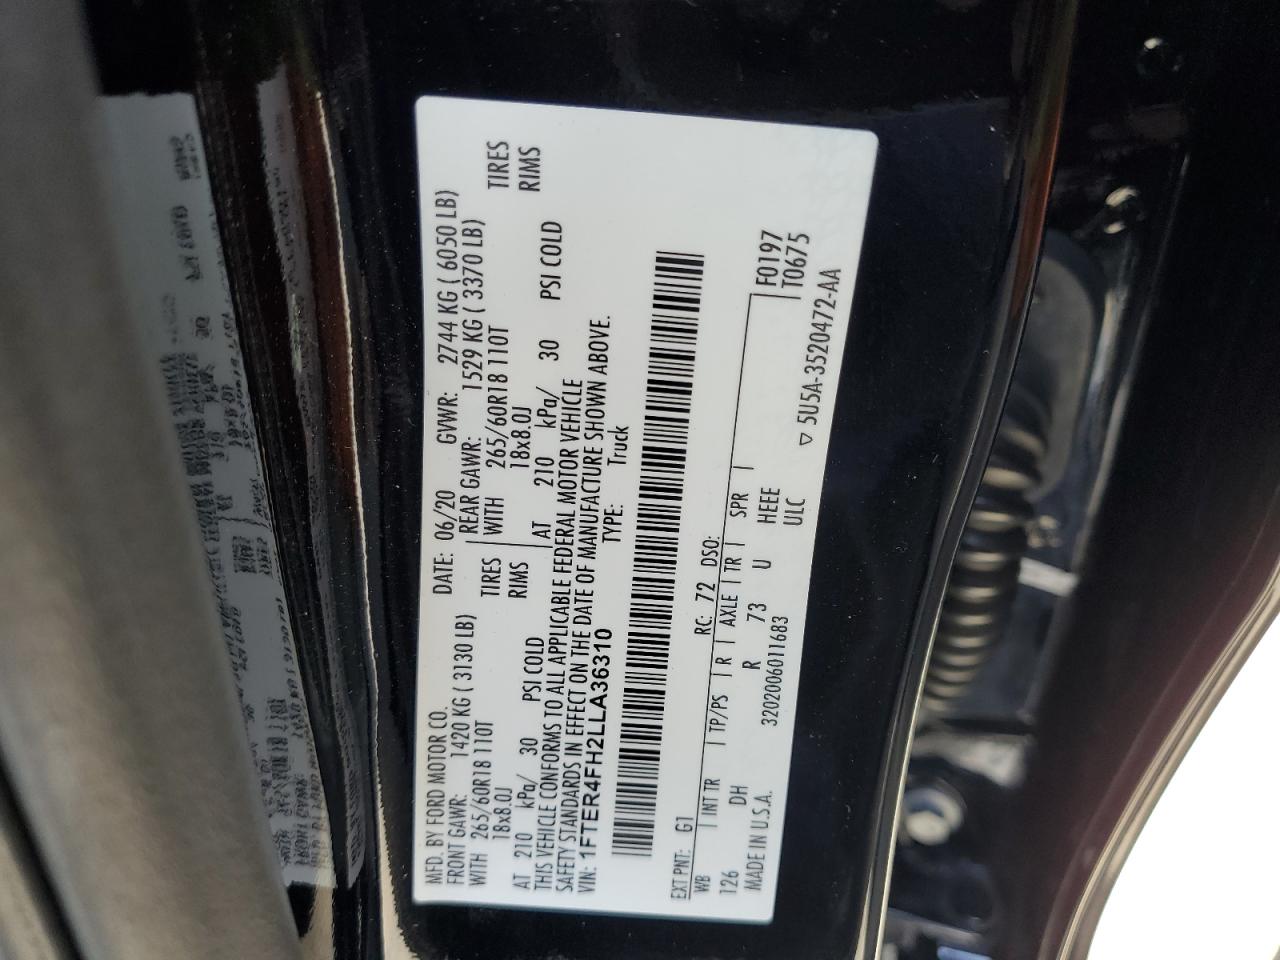 MFD. BY FORD MOTOR CO.
DATE: 06/20 GVWR: 2744 KG ( 6050 LB)
FRONT GAWR: 1420 KG ( 3130 LB) REAR GAWR: 1529 KG ( 3370 LB)
WITH 265/60R18 110T TIRES WITH 265/60R18 110T TIRES
18x8.0J RIMS 18x8.0J RIMS
AT 210 kPa/ 30 PSI COLD AT 210 kPa/ 30 PSI COLD
THIS VEHICLE CONFORMS TO ALL APPLICABLE FEDERAL MOTOR VEHICLE
SAFETY STANDARDS IN EFFECT ON THE DATE OF MANUFACTURE SHOWN ABOVE.
VIN: 1FTER4FH2LLA36310 TYPE: Truck
EXT PNT: G1 RC: 72 DSO: F0197
WB INT TR TP/PS R AXLE TR SPR T0675
126 DH R 73 U HEEE
MADE IN U.S.A. 3202006011683 ULC
▽ 5U5A-3520472-AA